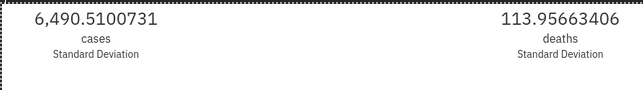 6,490.5100731
cases
Standard Deviation
113.95663406
deaths
Standard Deviation